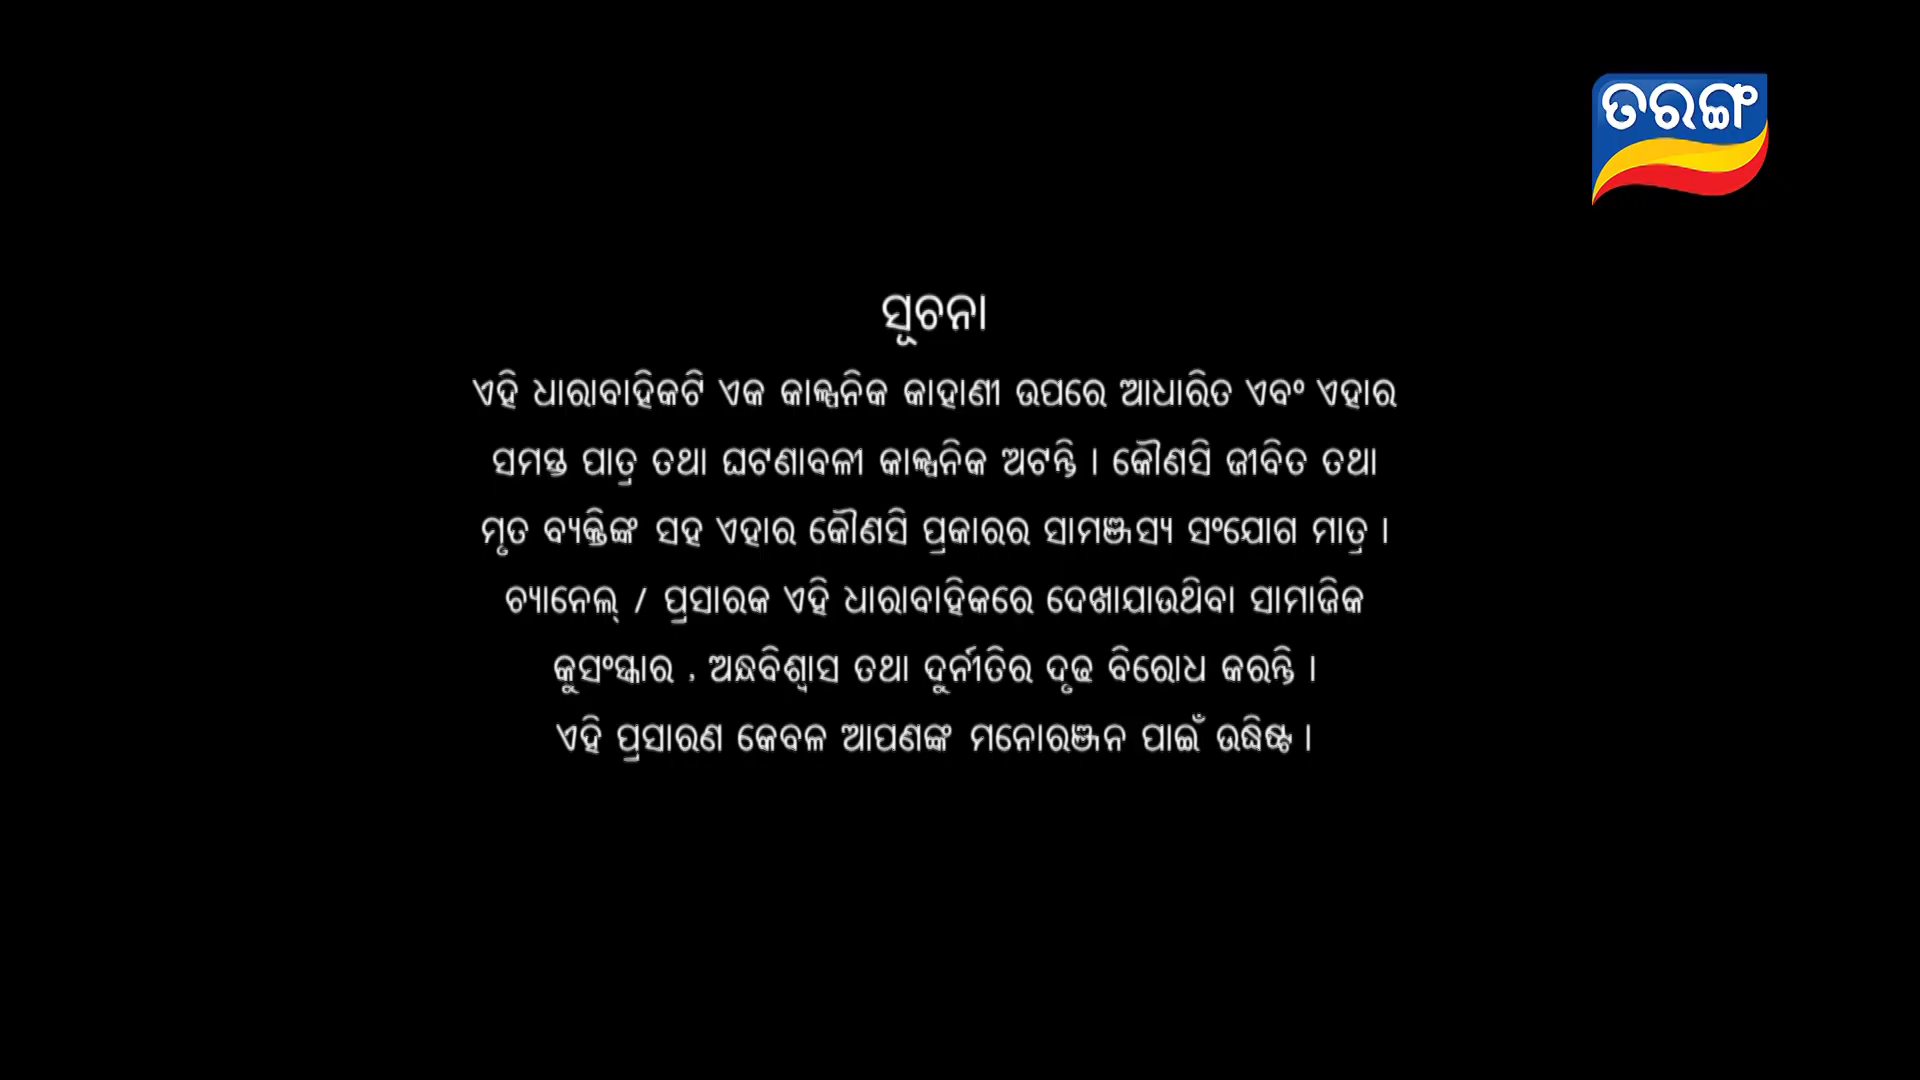 ତରଙ୍ଗ
ସୂଚନା
ଏହି ଧାରାବାହିକଟି ଏକ କାଳ୍ପନିକ କାହାଣୀ ଉପରେ ଆଧାରିତ ଏବଂ ଏହାର
ସମସ୍ତ ପାତ୍ର ତଥା ଘଟଣାବଳୀ କାଳ୍ପନିକ ଅଟନ୍ତି । କୌଣସି ଜୀବିତ ତଥା
ମୃତ ବ୍ୟକ୍ତିଙ୍କ ସହ ଏହାର କୌଣସି ପ୍ରକାରର ସାମଞ୍ଜସ୍ୟ ସଂଯୋଗ ମାତ୍ର ।
ଚ୍ୟାନେଲ୍ / ପ୍ରସାରକ ଏହି ଧାରାବାହିକରେ ଦେଖାଯାଉଥିବା ସାମାଜିକ
କୁସଂସ୍କାର , ଅନ୍ଧବିଶ୍ୱାସ ତଥା ଦୁର୍ନୀତିର ଦୃଢ ବିରୋଧ କରନ୍ତି ।
ଏହି ପ୍ରସାରଣ କେବଳ ଆପଣଙ୍କ ମନୋରଞ୍ଜନ ପାଇଁ ଉଦ୍ଧିଷ୍ଟ ।